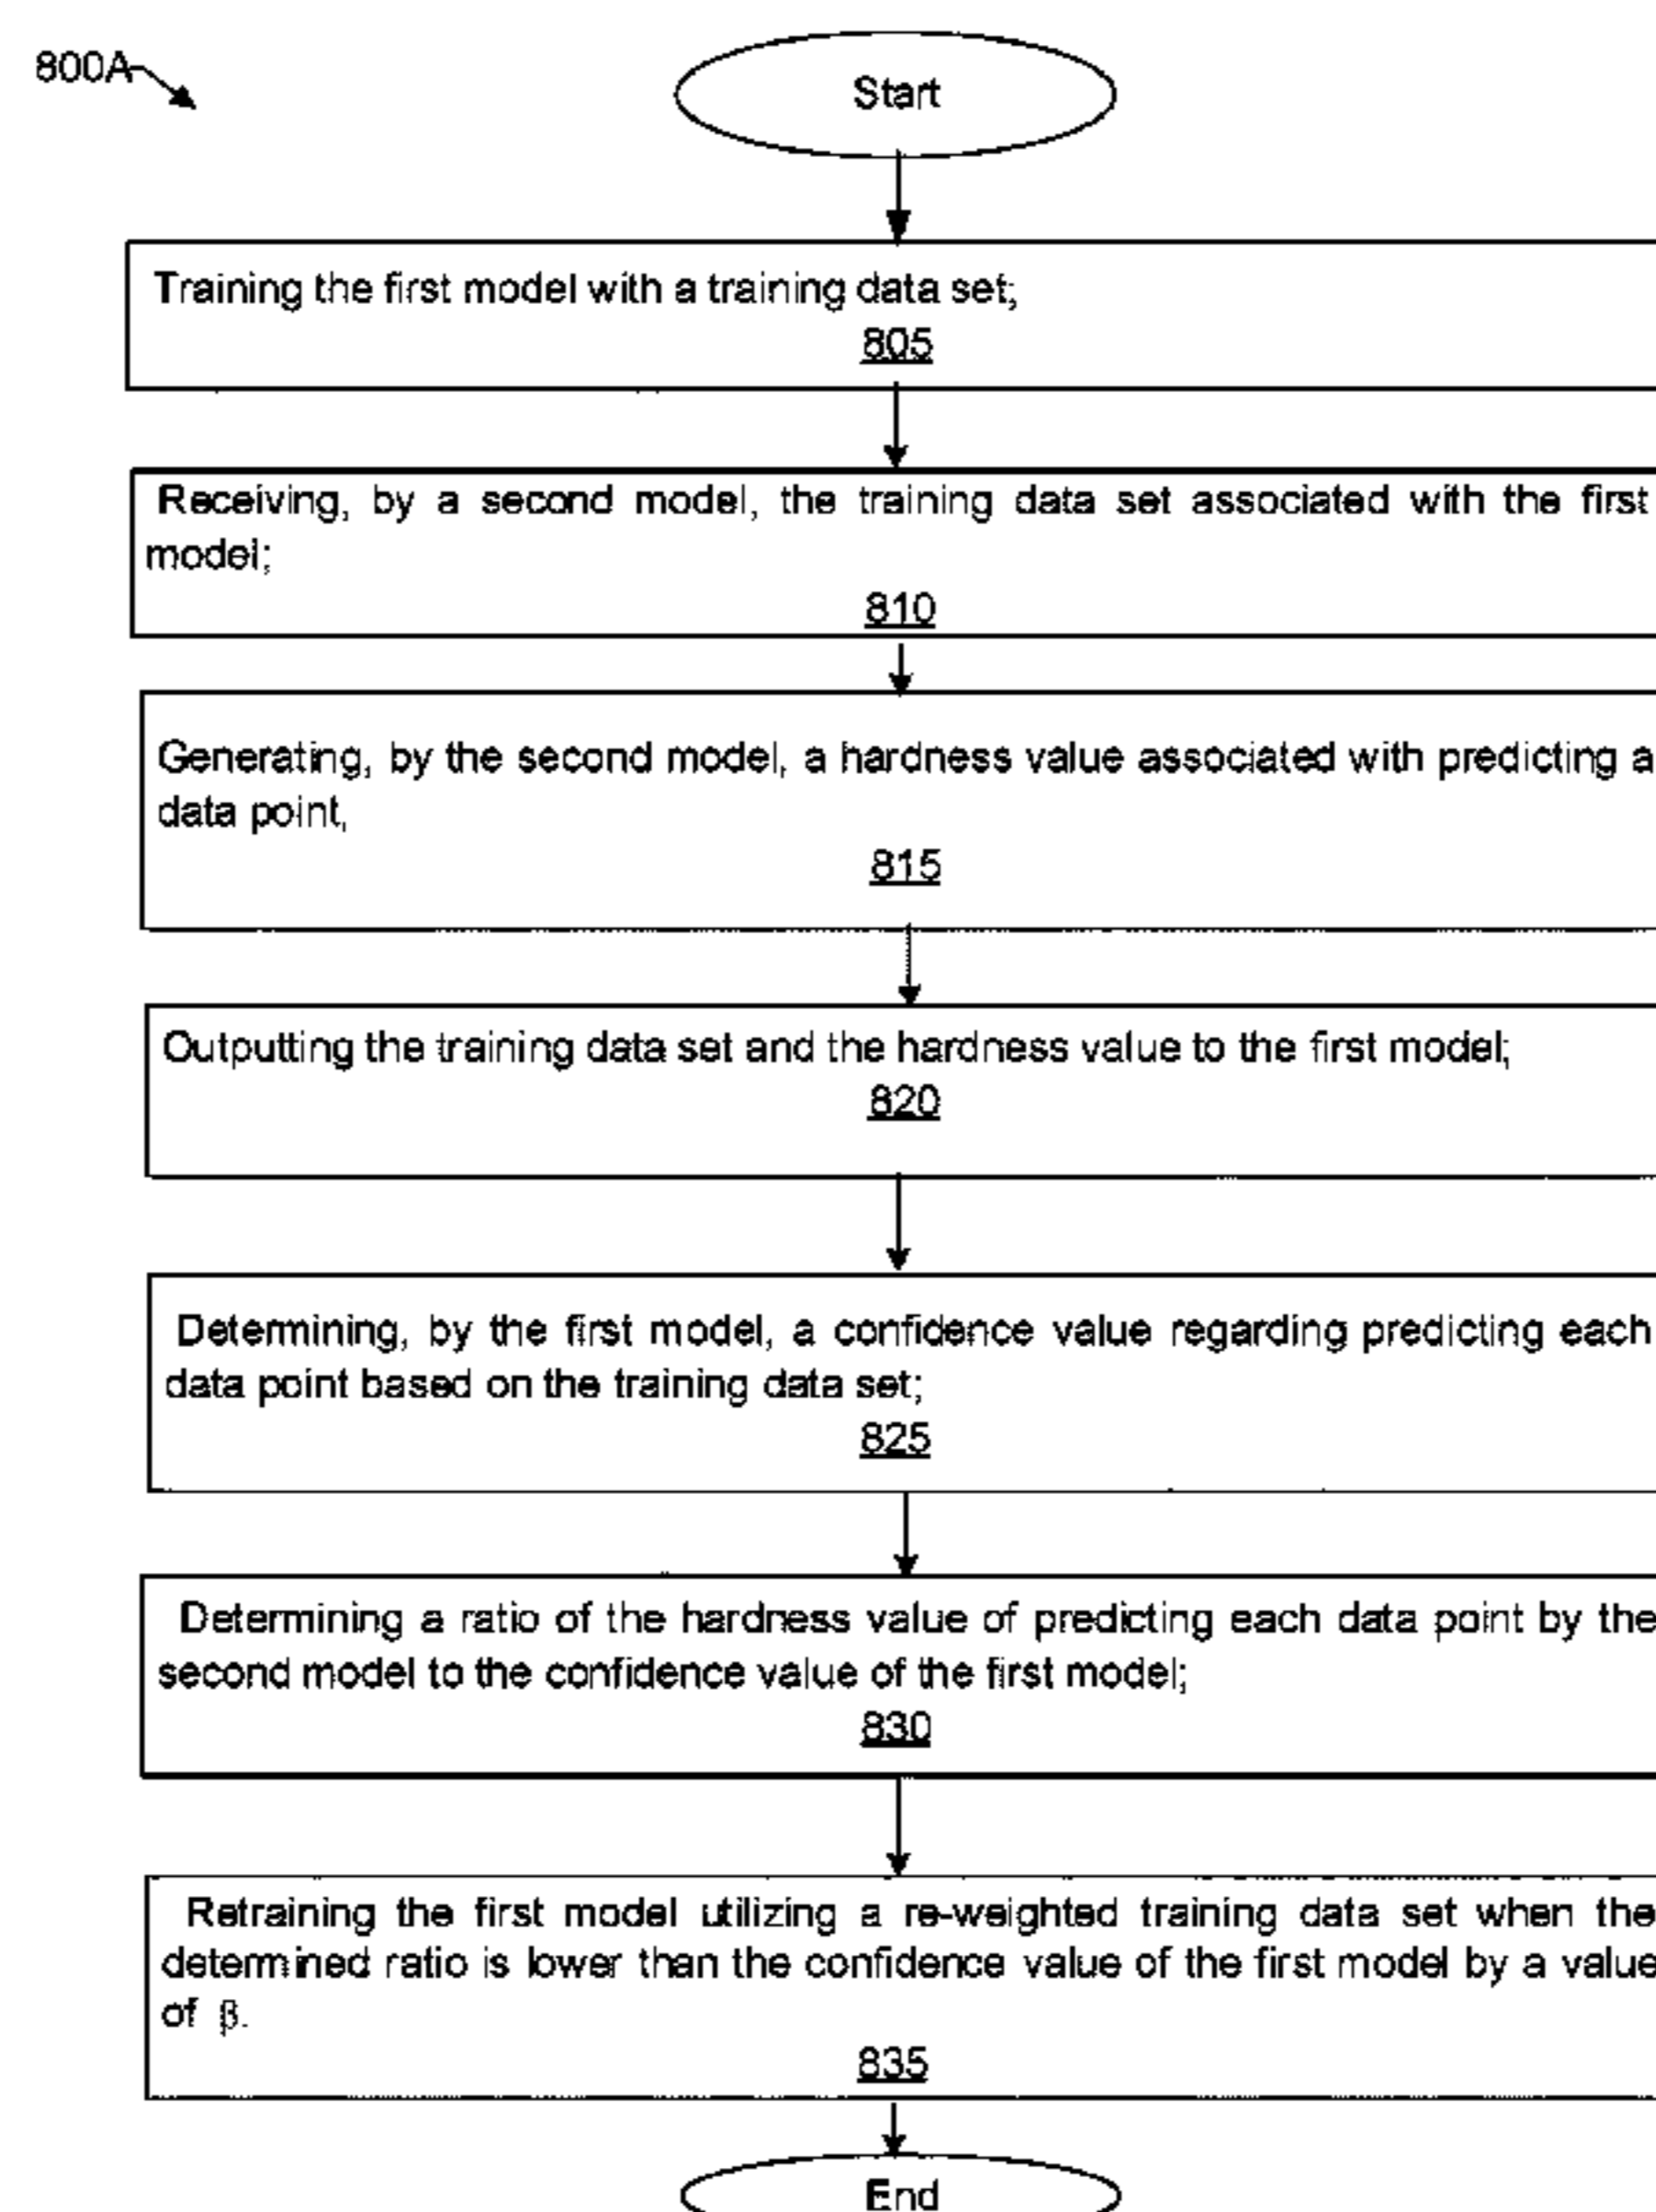 800A
Start
Training the first model with a training data set;
805
Receiving, by a second model, the training data set associated with the first
model;
810
Generating, by the second model, a hardness value associated with predicting a
data point,
815
Outputting the training data set and the hardness value to the first model;
820
Determining, by the first model, a confidence value regarding predicting each
data point based on the training data set;
825
Determining a ratio of the hardness value of predicting each data point by the
second model to the confidence value of the first model;
830
Retraining the first model utilizing a re-weighted training data set when the
determined ratio is lower than the confidence value of the first model by a value
of β.
835
End